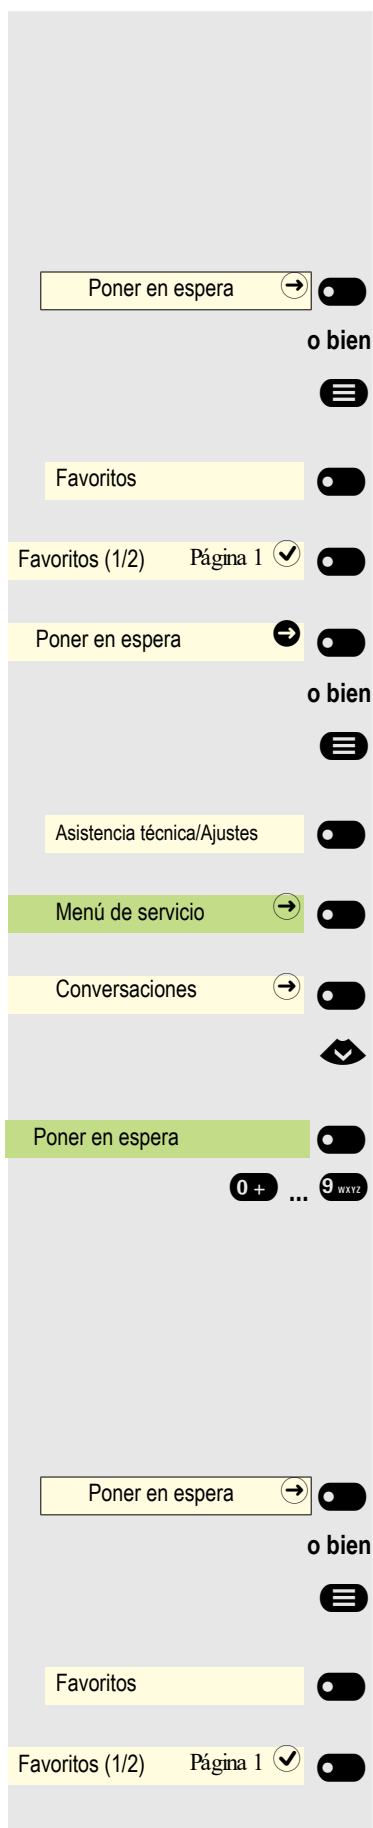 Poner en espera
o bien
Favoritos
Favoritos (1/2) Página 1
Poner en espera
o bien
Asistencia técnica/Ajustes
Menú de servicio
Conversaciones
Poner en espera
0 + ... 9 WXYZ
Poner en espera
o bien
Favoritos
Favoritos (1/2) Página 1